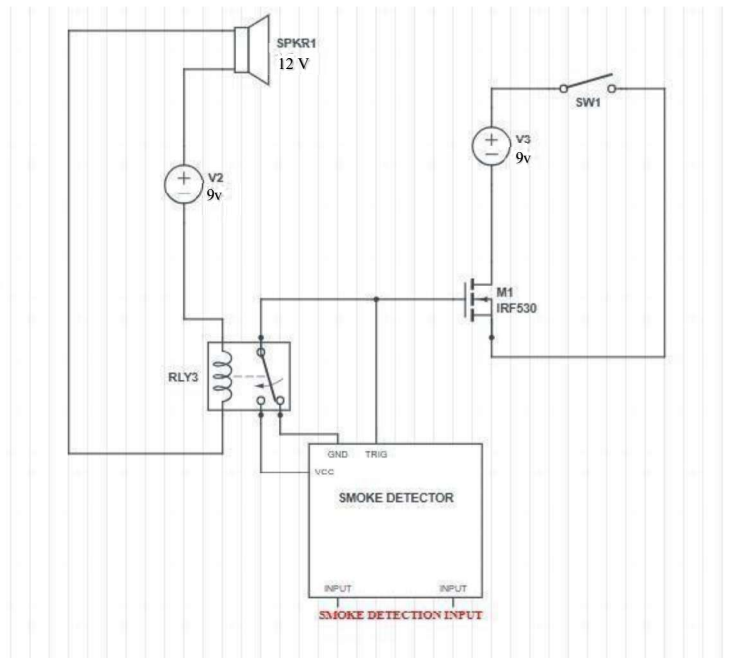 SPKR1
12 V
SW1
+
V3
9v
+
V2
9v
M1
IRF530
RLY3
GND TRIG
VCC
SMOKE DETECTOR
INPUT INPUT
SMOKE DETECTION INPUT